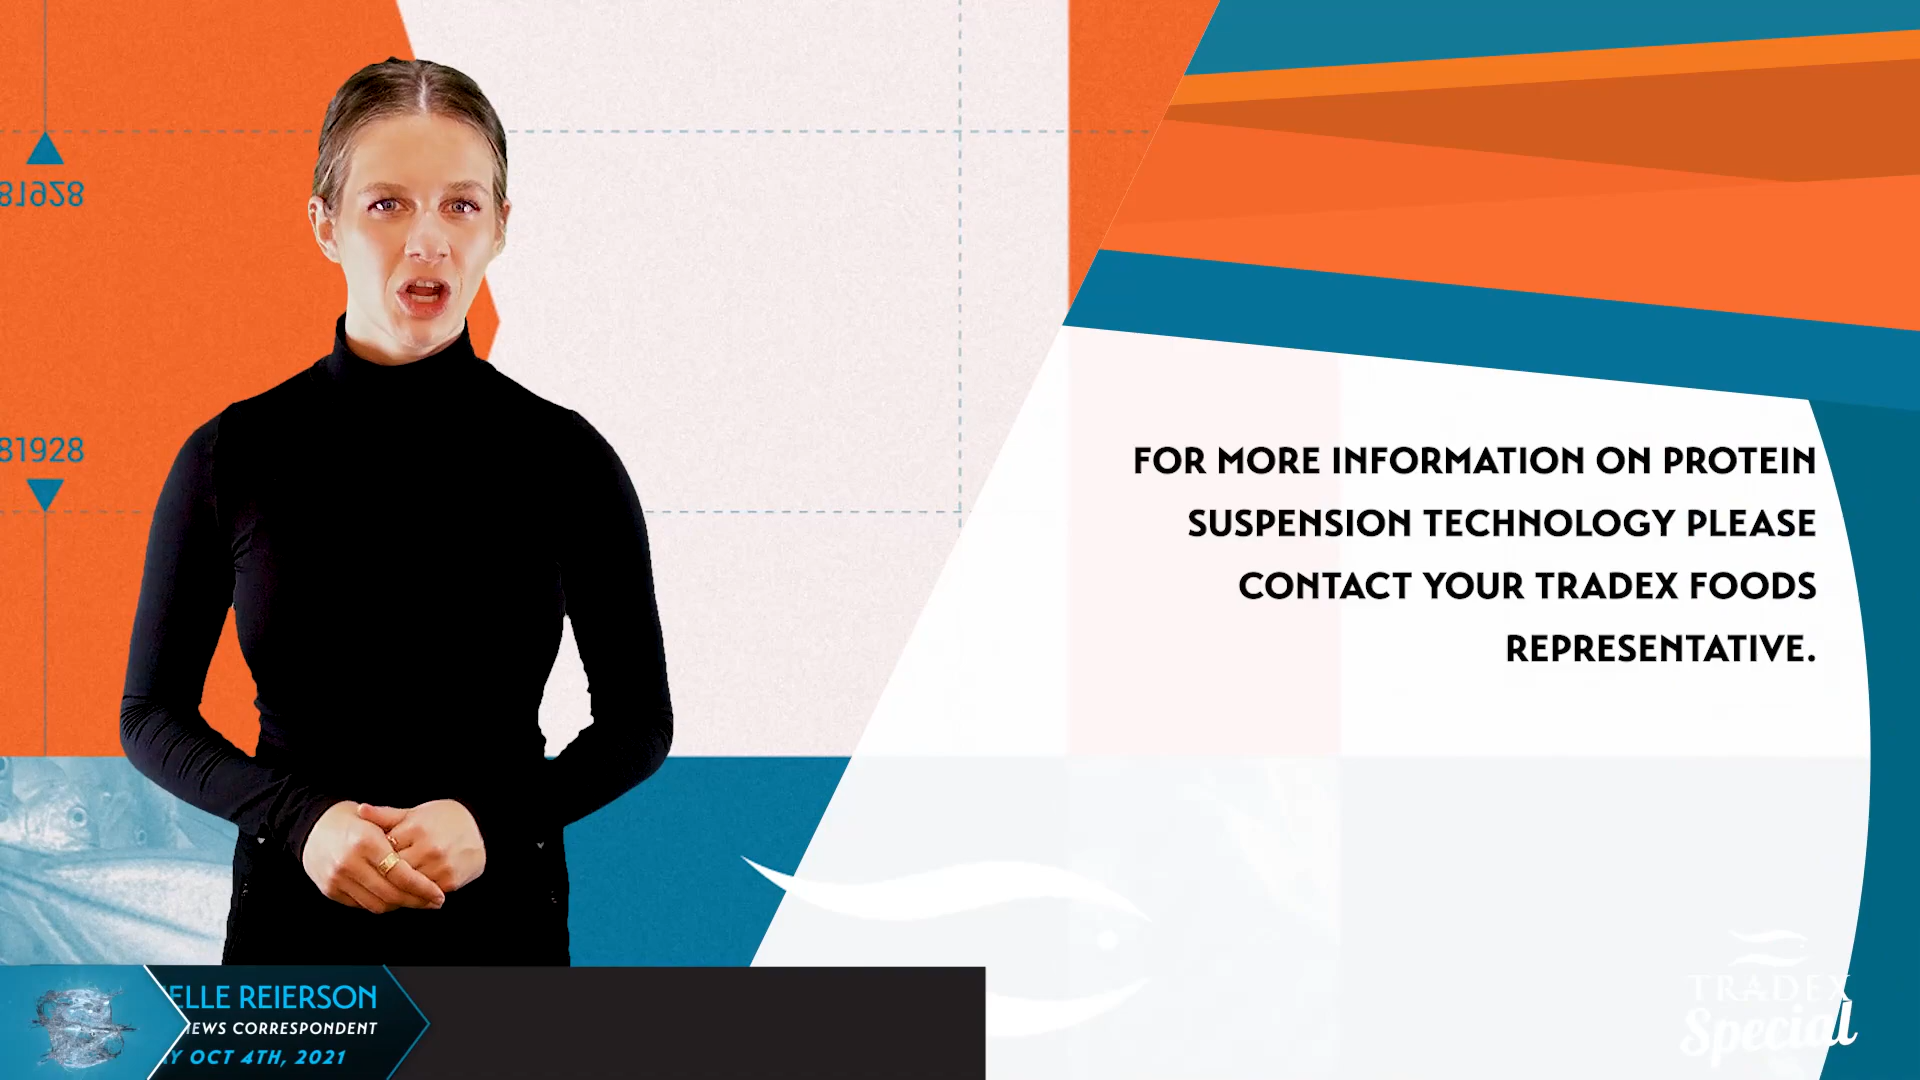 81928
81928
FOR MORE INFORMATION ON PROTEIN
SUSPENSION TECHNOLOGY PLEASE
CONTACT YOUR TRADEX FOODS
REPRESENTATIVE.
ELLE REIERSON
EWS CORRESPONDENT
Y OCT 4TH, 2021
TRADEX
Special